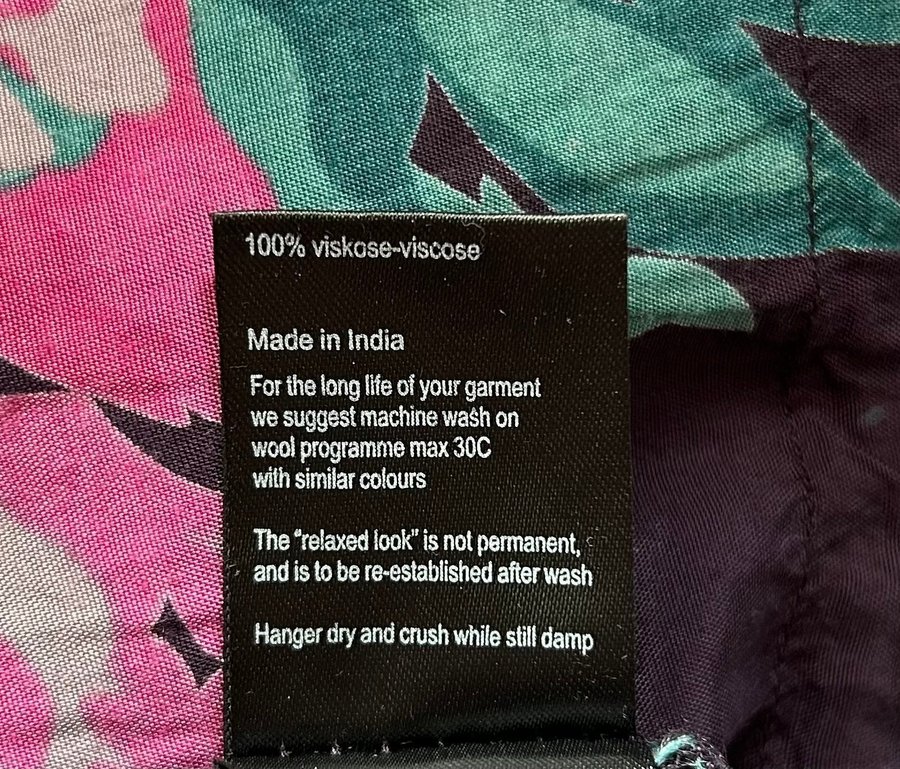 100% viskose-viscose
Made in India
For the long life of your garment
we suggest machine wash on
wool programme max 30C
with similar colours
The “relaxed look” is not permanent,
and is to be re-established after wash
Hanger dry and crush while still damp